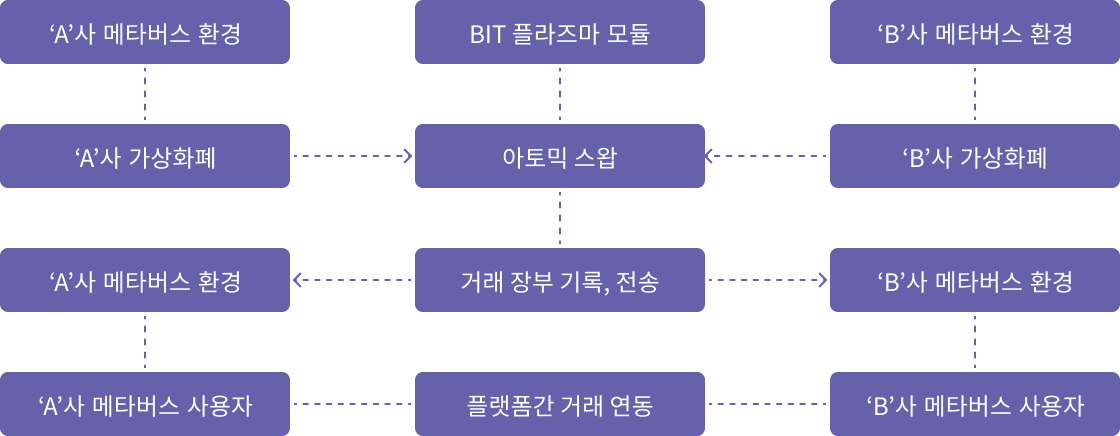 ‘A’사 메타버스 환경
BIT 플라즈마 모듈
‘B’사 메타버스 환경
‘A’사 가상화폐
아토믹 스왑
‘B’사 가상화폐
‘A’사 메타버스 환경
거래 장부 기록, 전송
‘B’사 메타버스 환경
‘A’사 메타버스 사용자
플랫폼간 거래 연동
‘B’사 메타버스 사용자